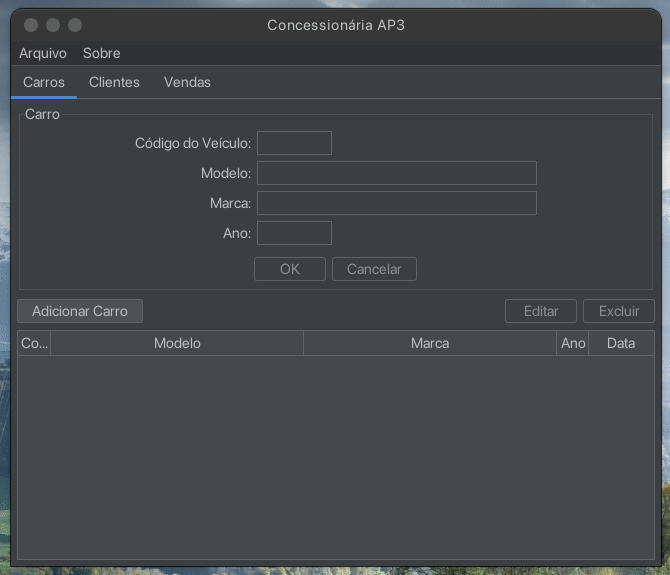 Concessionária AP3
Arquivo Sobre
Carros Clientes Vendas
Carro
Código do Veículo:
Modelo:
Marca:
Ano:
OK Cancelar
Adicionar Carro Editar Excluir
Co... Modelo Marca Ano Data